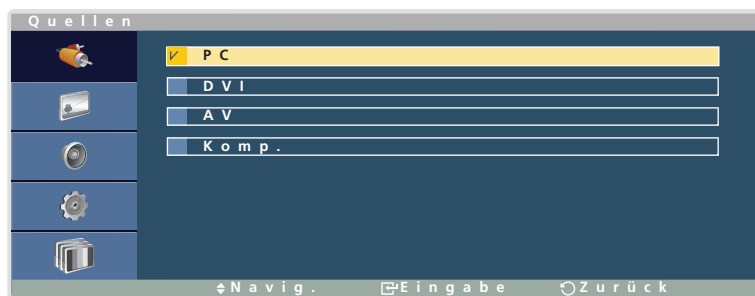 Quellen
PC
DVI
AV
Komp.
Navig. Eingabe Zurück